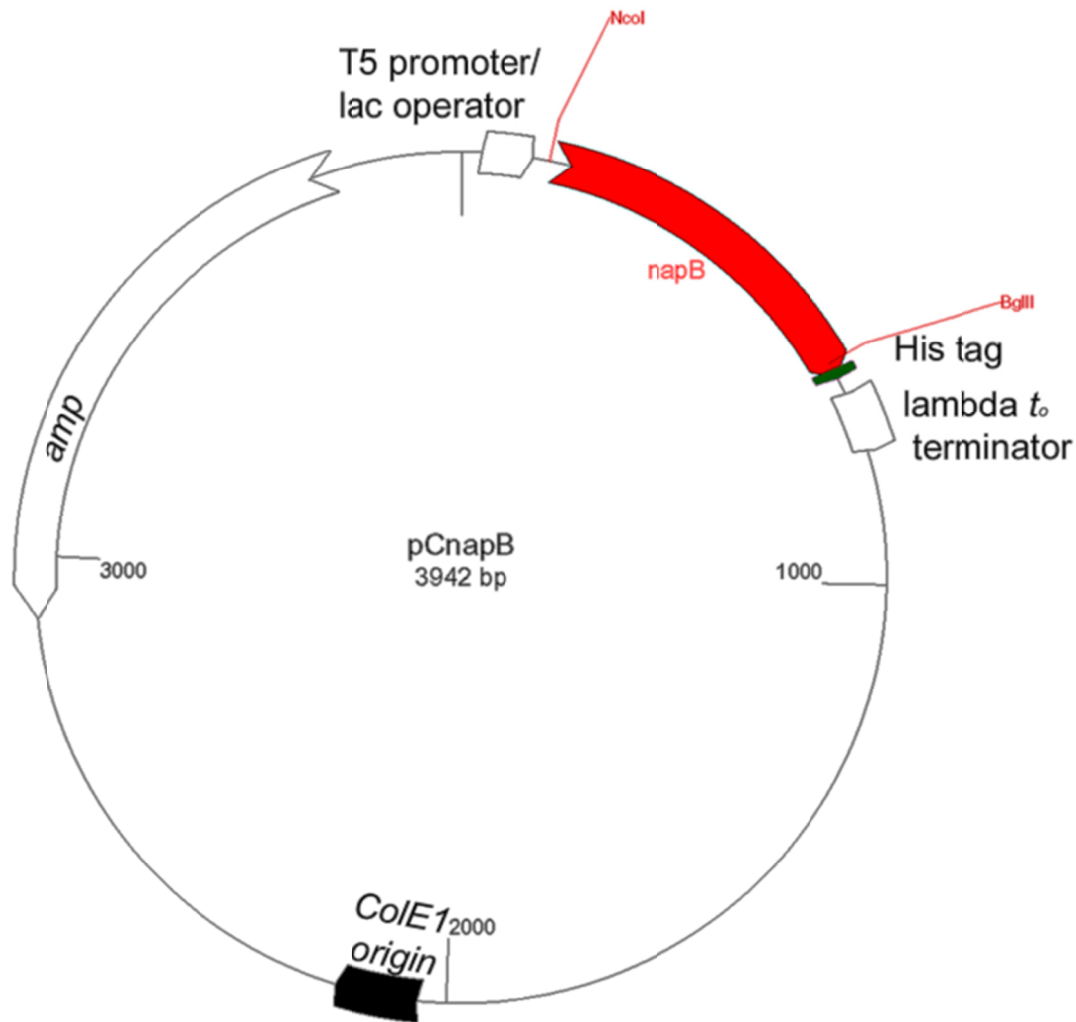 NcoI
T5 promoter/
lac operator
napB
BglII
His tag
lambda to
terminator
amp
pCnapB
3942 bp
3000
1000
ColE1
2000
origin